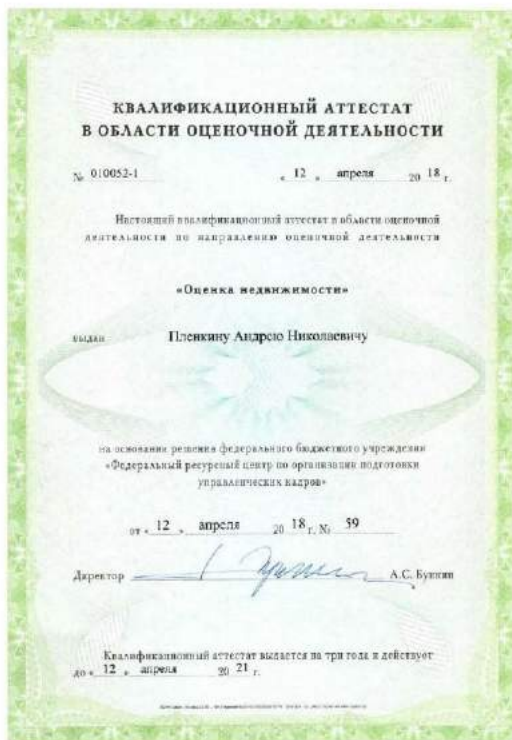 КВАЛИФИКАЦИОННЫЙ АТТЕСТАТ
В ОБЛАСТИ ОЦЕНОЧНОЙ ДЕЯТЕЛЬНОСТИ
№ 010052-1 « 12 » апреля 20 18 г.
Настоящий квалификационный аттестат в области оценочной
деятельности по направлению оценочной деятельности
«Оценка недвижимости»
выдан Пленкину Андрею Николаевичу
на основании решения федерального бюджетного учреждения
«Федеральный ресурсный центр по организации подготовки
управленческих кадров»
от « 12 » апреля 20 18 г. № 59
Директор А.С. Бункин
Квалификационный аттестат выдается на три года и действует
до « 12 » апреля 20 21 г.